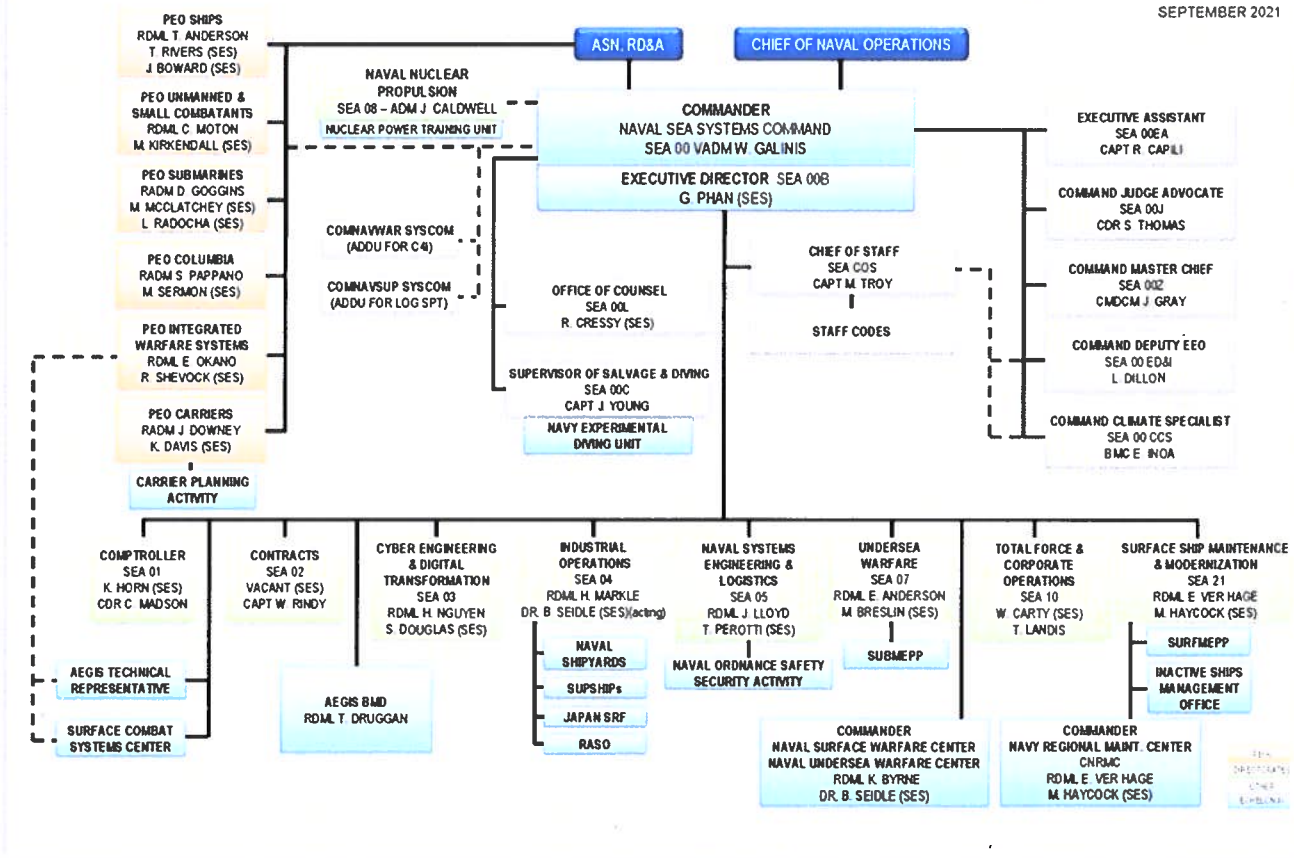 SEPTEMBER 2021
PEO SHIPS
RDML T. ANDERSON
T. RIVERS (SES)
J. BOWARD (SES)
PEO UNMANNED &
SMALL COMBATANTS
RDML C. MOTON
M. KIRKENDALL (SES)
PEO SUBMARINES
RADM D. GOGGINS
M. MCCLATCHEY (SES)
L. RADOCHA (SES)
PEO COLUMBIA
RADM S. PAPPANO
M. SERMON (SES)
PEO INTEGRATED
WARFARE SYSTEMS
RDML E. OKANO
R. SHEVOCK (SES)
PEO CARRIERS
RADM J. DOWNEY
K. DAVIS (SES)
CARRIER PLANNING
ACTIVITY
ASN, RD&A
CHIEF OF NAVAL OPERATIONS
NAVAL NUCLEAR
PROPULSION
SEA 08 – ADM J. CALDWELL
NUCLEAR POWER TRAINING UNIT
COMMANDER
NAVAL SEA SYSTEMS COMMAND
SEA 00 VADM W. GALINIS
EXECUTIVE DIRECTOR SEA 00B
G. PHAN (SES)
COMNAVWAR SYSCOM
(ADDU FOR C4I)
COMNAVSUP SYSCOM
(ADDU FOR LOG SPT)
OFFICE OF COUNSEL
SEA 00L
R. CRESSY (SES)
SUPERVISOR OF SALVAGE & DIVING
SEA 00C
CAPT J. YOUNG
NAVY EXPERIMENTAL
DIVING UNIT
CHIEF OF STAFF
SEA COS
CAPT M. TROY
STAFF CODES
EXECUTIVE ASSISTANT
SEA 00EA
CAPT R. CAPILI
COMMAND JUDGE ADVOCATE
SEA 00J
CDR S. THOMAS
COMMAND MASTER CHIEF
SEA 00Z
CMDCM J. GRAY
COMMAND DEPUTY EEO
SEA 00 ED&I
L. DILLON
COMMAND CLIMATE SPECIALIST
SEA 00 CCS
BMC E. INOA
COMPTROLLER
SEA 01
K. HORN (SES)
CDR C. MADSON
CONTRACTS
SEA 02
VACANT (SES)
CAPT W. RINDY
CYBER ENGINEERING
& DIGITAL
TRANSFORMATION
SEA 03
RDML H. NGUYEN
S. DOUGLAS (SES)
INDUSTRIAL
OPERATIONS
SEA 04
RDML H. MARKLE
DR. B. SEIDLE (SES)(acting)
NAVAL
SHIPYARDS
SUPSHIPs
JAPAN SRF
RASO
NAVAL SYSTEMS
ENGINEERING &
LOGISTICS
SEA 05
RDML J. LLOYD
T. PEROTTI (SES)
NAVAL ORDNANCE SAFETY
SECURITY ACTIVITY
UNDERSEA
WARFARE
SEA 07
RDML E. ANDERSON
M. BRESLIN (SES)
SUBMEPP
TOTAL FORCE &
CORPORATE
OPERATIONS
SEA 10
W. CARTY (SES)
T. LANDIS
SURFACE SHIP MAINTENANCE
& MODERNIZATION
SEA 21
RDML E. VER HAGE
M. HAYCOCK (SES)
SURFMEPP
INACTIVE SHIPS
MANAGEMENT
OFFICE
AEGIS TECHNICAL
REPRESENTATIVE
SURFACE COMBAT
SYSTEMS CENTER
AEGIS BMD
RDML T. DRUGGAN
COMMANDER
NAVAL SURFACE WARFARE CENTER
NAVAL UNDERSEA WARFARE CENTER
RDML K. BYRNE
DR. B. SEIDLE (SES)
COMMANDER
NAVY REGIONAL MAINT. CENTER
CNRMC
RDML E. VER HAGE
M. HAYCOCK (SES)
DIRECTORATES
OTHER